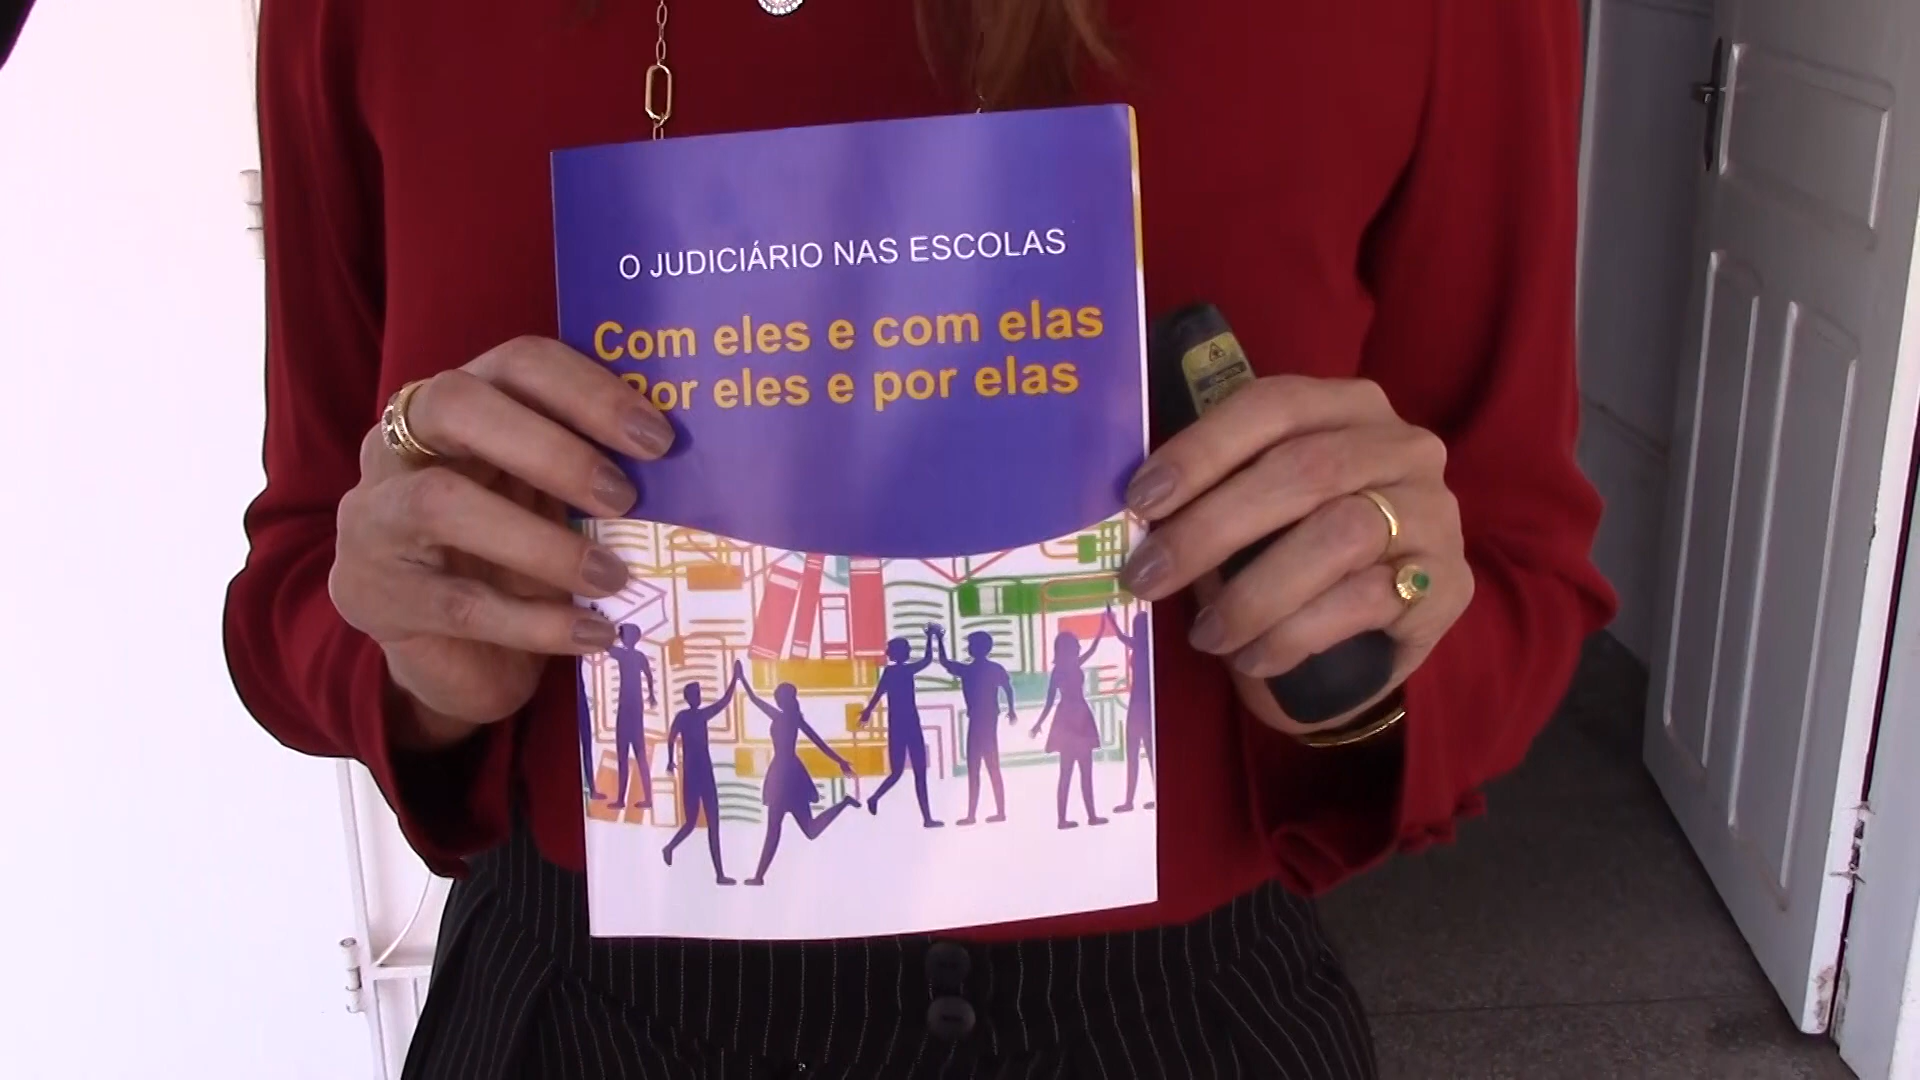 O JUDICIÁRIO NAS ESCOLAS
Com eles e com elas
Por eles e por elas